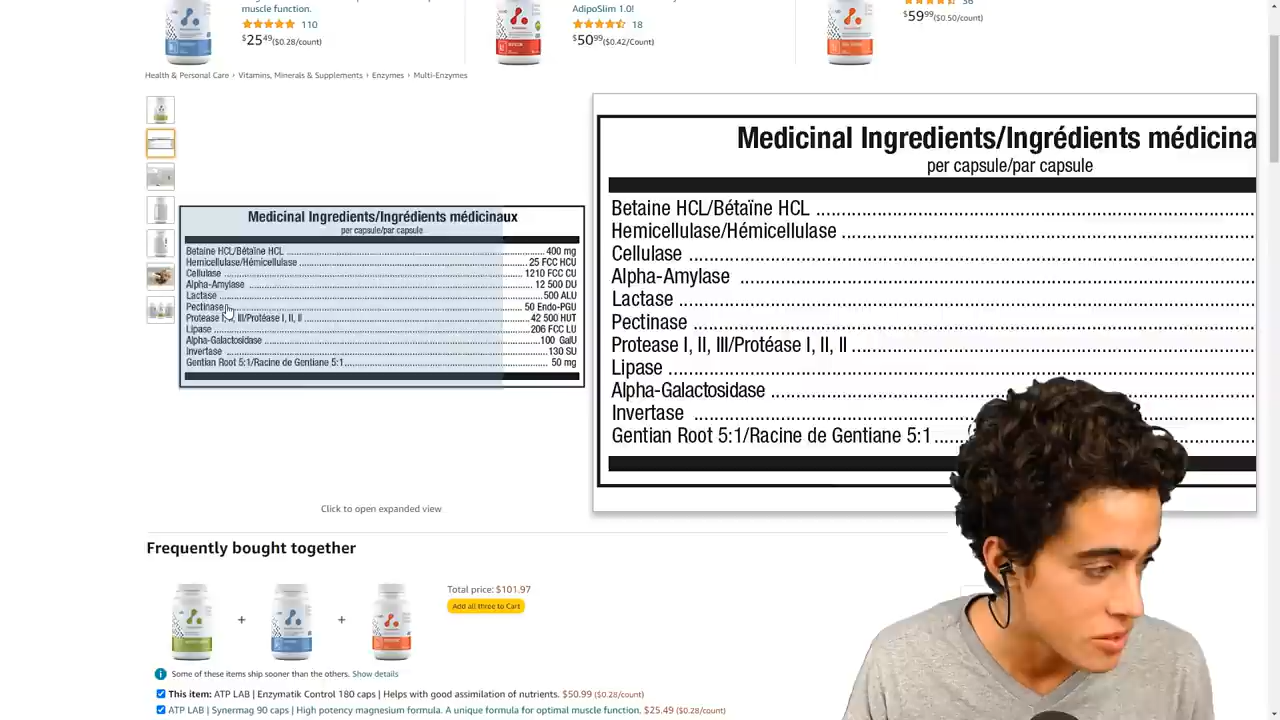 muscle function.
110
$25⁴⁹($0.28/count)
AdipoSlim 1.0!
18
$50⁹⁹($0.42/Count)
36
$59⁹⁹($0.50/Count)
Health & Personal Care › Vitamins, Minerals & Supplements › Enzymes › Multi-Enzymes
Medicinal Ingredients/Ingrédients médicinaux
per capsule/par capsule
Betaine HCL/Bétaïne HCL 400 mg
Hemicellulase/Hémicellulase 25 FCC HCU
Cellulase 1210 FCC CU
Alpha-Amylase 12 500 DU
Lactase 500 ALU
Pectinase 50 Endo-PGU
Protease I, II, III/Protéase I, II, II 42 500 HUT
Lipase 206 FCC LU
Alpha-Galactosidase 100 GalU
Invertase 130 SU
Gentian Root 5:1/Racine de Gentiane 5:1 50 mg
Click to open expanded view
Medicinal Ingredients/Ingrédients médicina
per capsule/par capsule
Betaine HCL/Bétaïne HCL
Hemicellulase/Hémicellulase
Cellulase
Alpha-Amylase
Lactase
Pectinase
Protease I, II, III/Protéase I, II, II
Lipase
Alpha-Galactosidase
Invertase
Gentian Root 5:1/Racine de Gentiane 5:1
Frequently bought together
+
+
Total price: $101.97
Add all three to Cart
Some of these items ship sooner than the others. Show details
This item: ATP LAB | Enzymatik Control 180 caps | Helps with good assimilation of nutrients. $50.99 ($0.28/count)
ATP LAB | Synermag 90 caps | High potency magnesium formula. A unique formula for optimal muscle function. $25.49 ($0.28/count)